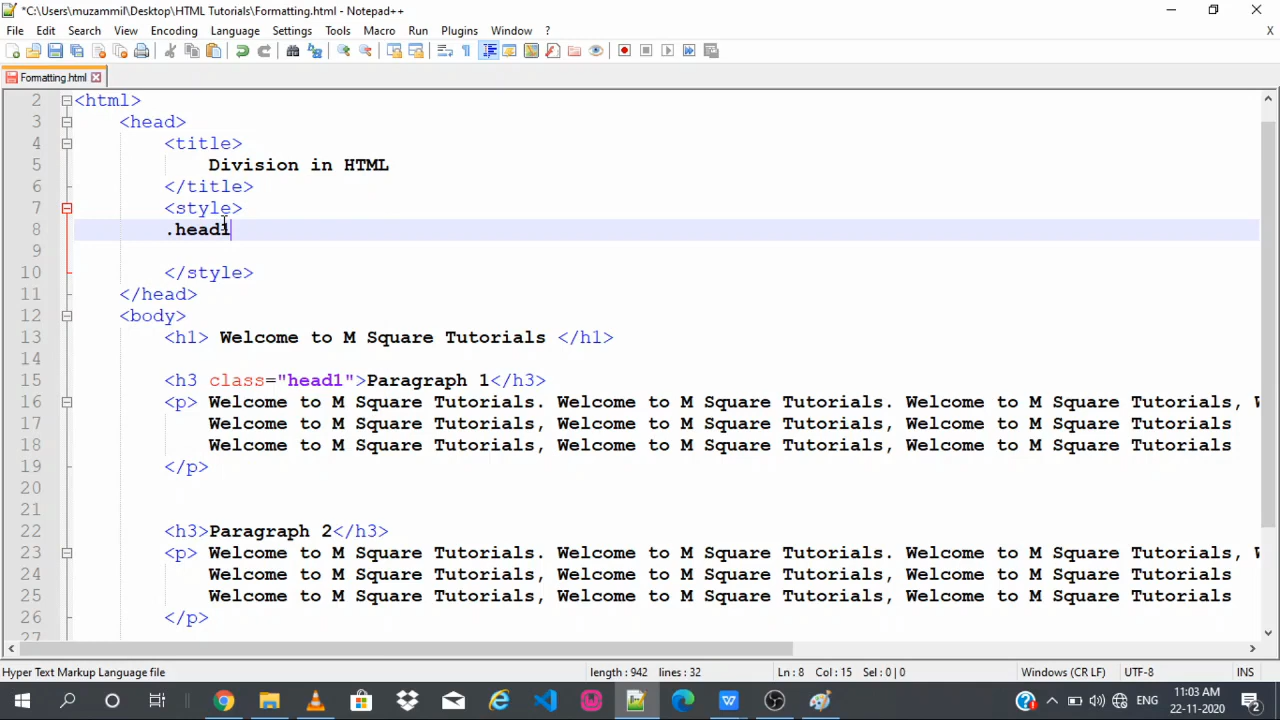 *C:\Users\muzammil\Desktop\HTML Tutorials\Formatting.html - Notepad++
File Edit Search View Encoding Language Settings Tools Macro Run Plugins Window ? X
Formatting.html
2 <html>
3 <head>
4 <title>
5 Division in HTML
6 </title>
7 <style>
8 .head1
9
10 </style>
11 </head>
12 <body>
13 <h1> Welcome to M Square Tutorials </h1>
14
15 <h3 class="head1">Paragraph 1</h3>
16 <p> Welcome to M Square Tutorials. Welcome to M Square Tutorials. Welcome to M Square Tutorials,
17 Welcome to M Square Tutorials, Welcome to M Square Tutorials, Welcome to M Square Tutorials
18 Welcome to M Square Tutorials, Welcome to M Square Tutorials, Welcome to M Square Tutorials
19 </p>
20
21
22 <h3>Paragraph 2</h3>
23 <p> Welcome to M Square Tutorials. Welcome to M Square Tutorials. Welcome to M Square Tutorials,
24 Welcome to M Square Tutorials, Welcome to M Square Tutorials, Welcome to M Square Tutorials
25 Welcome to M Square Tutorials, Welcome to M Square Tutorials, Welcome to M Square Tutorials
26 </p>
27
Hyper Text Markup Language file length : 942 lines : 32 Ln : 8 Col : 15 Sel : 0 | 0 Windows (CR LF) UTF-8 INS
ENG 11:03 AM
22-11-2020 2